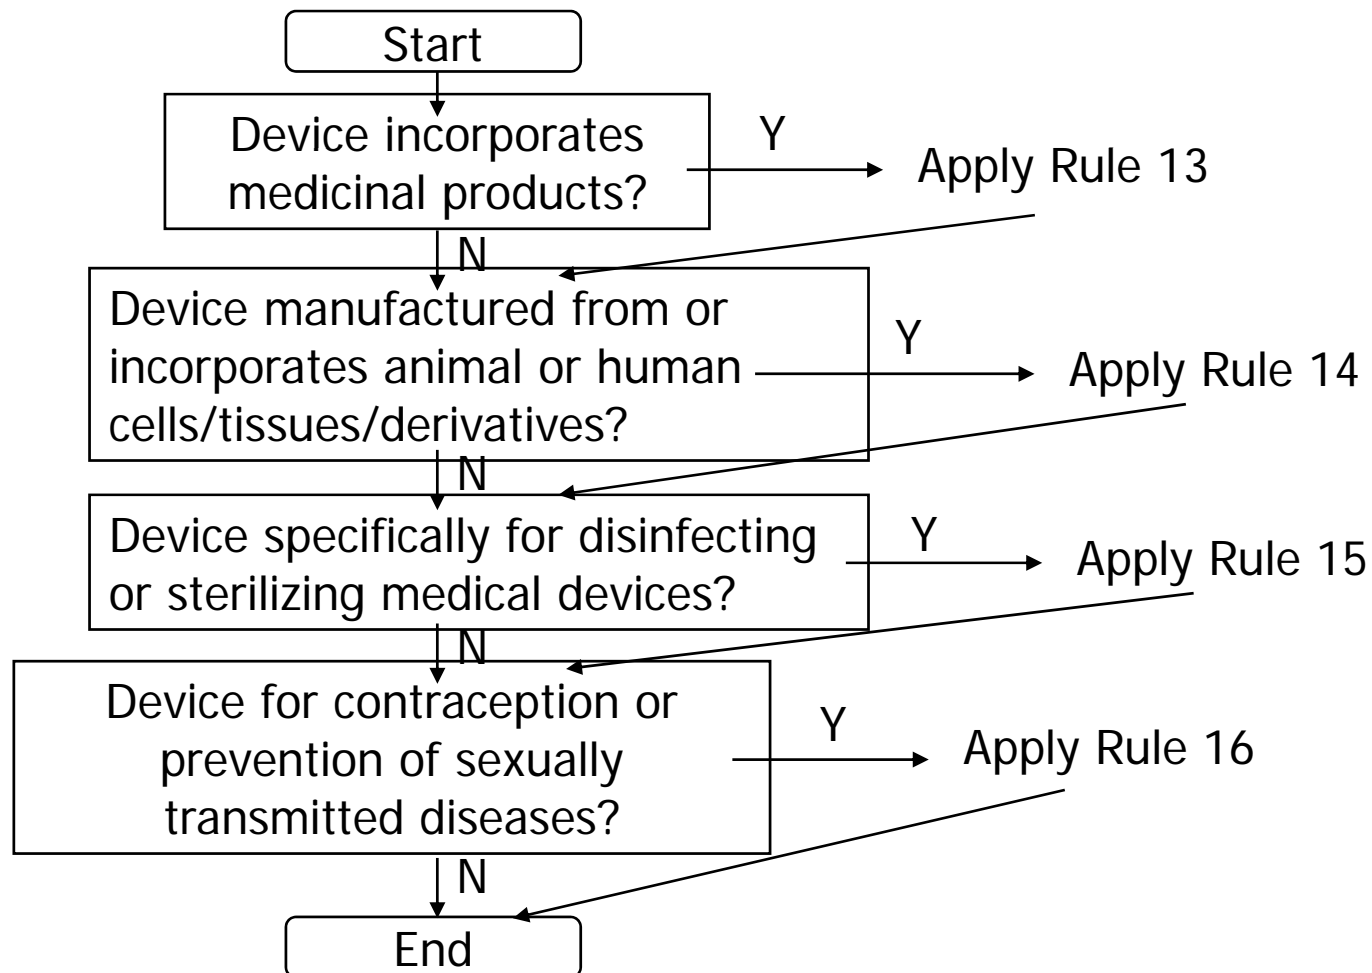 Start
Device incorporates
medicinal products?
Y
Apply Rule 13
N
Device manufactured from or
incorporates animal or human
cells/tissues/derivatives?
Y
Apply Rule 14
N
Device specifically for disinfecting
or sterilizing medical devices?
Y
Apply Rule 15
N
Device for contraception or
prevention of sexually
transmitted diseases?
Y
Apply Rule 16
N
End